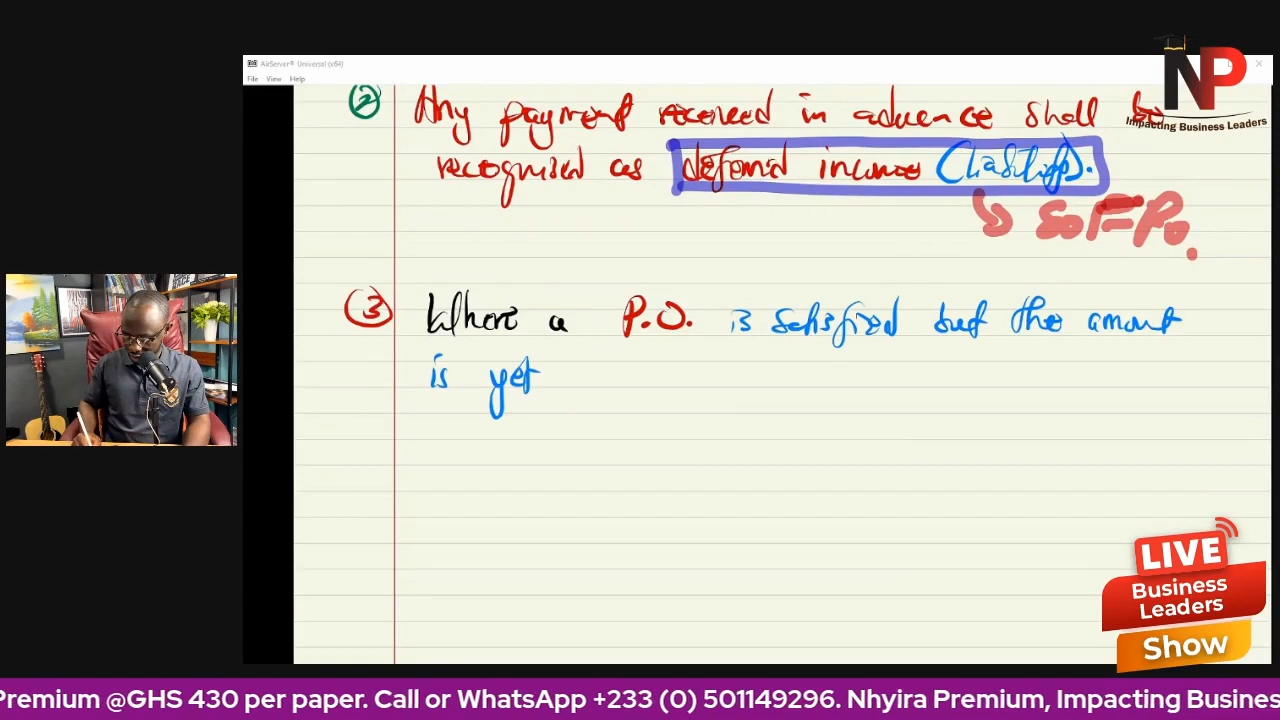 AirServer® Universal (x64)
File View Help
NP
Impacting Business Leaders
② Any payment received in advance shall be
recognised as deferred income (Liability).
↳ SOFPo.
③ Where a P.O. is satisfied but the amount
is yet
LIVE
Business
Leaders
Show
Premium @GHS 430 per paper. Call or WhatsApp +233 (0) 501149296. Nhyira Premium, Impacting Busines